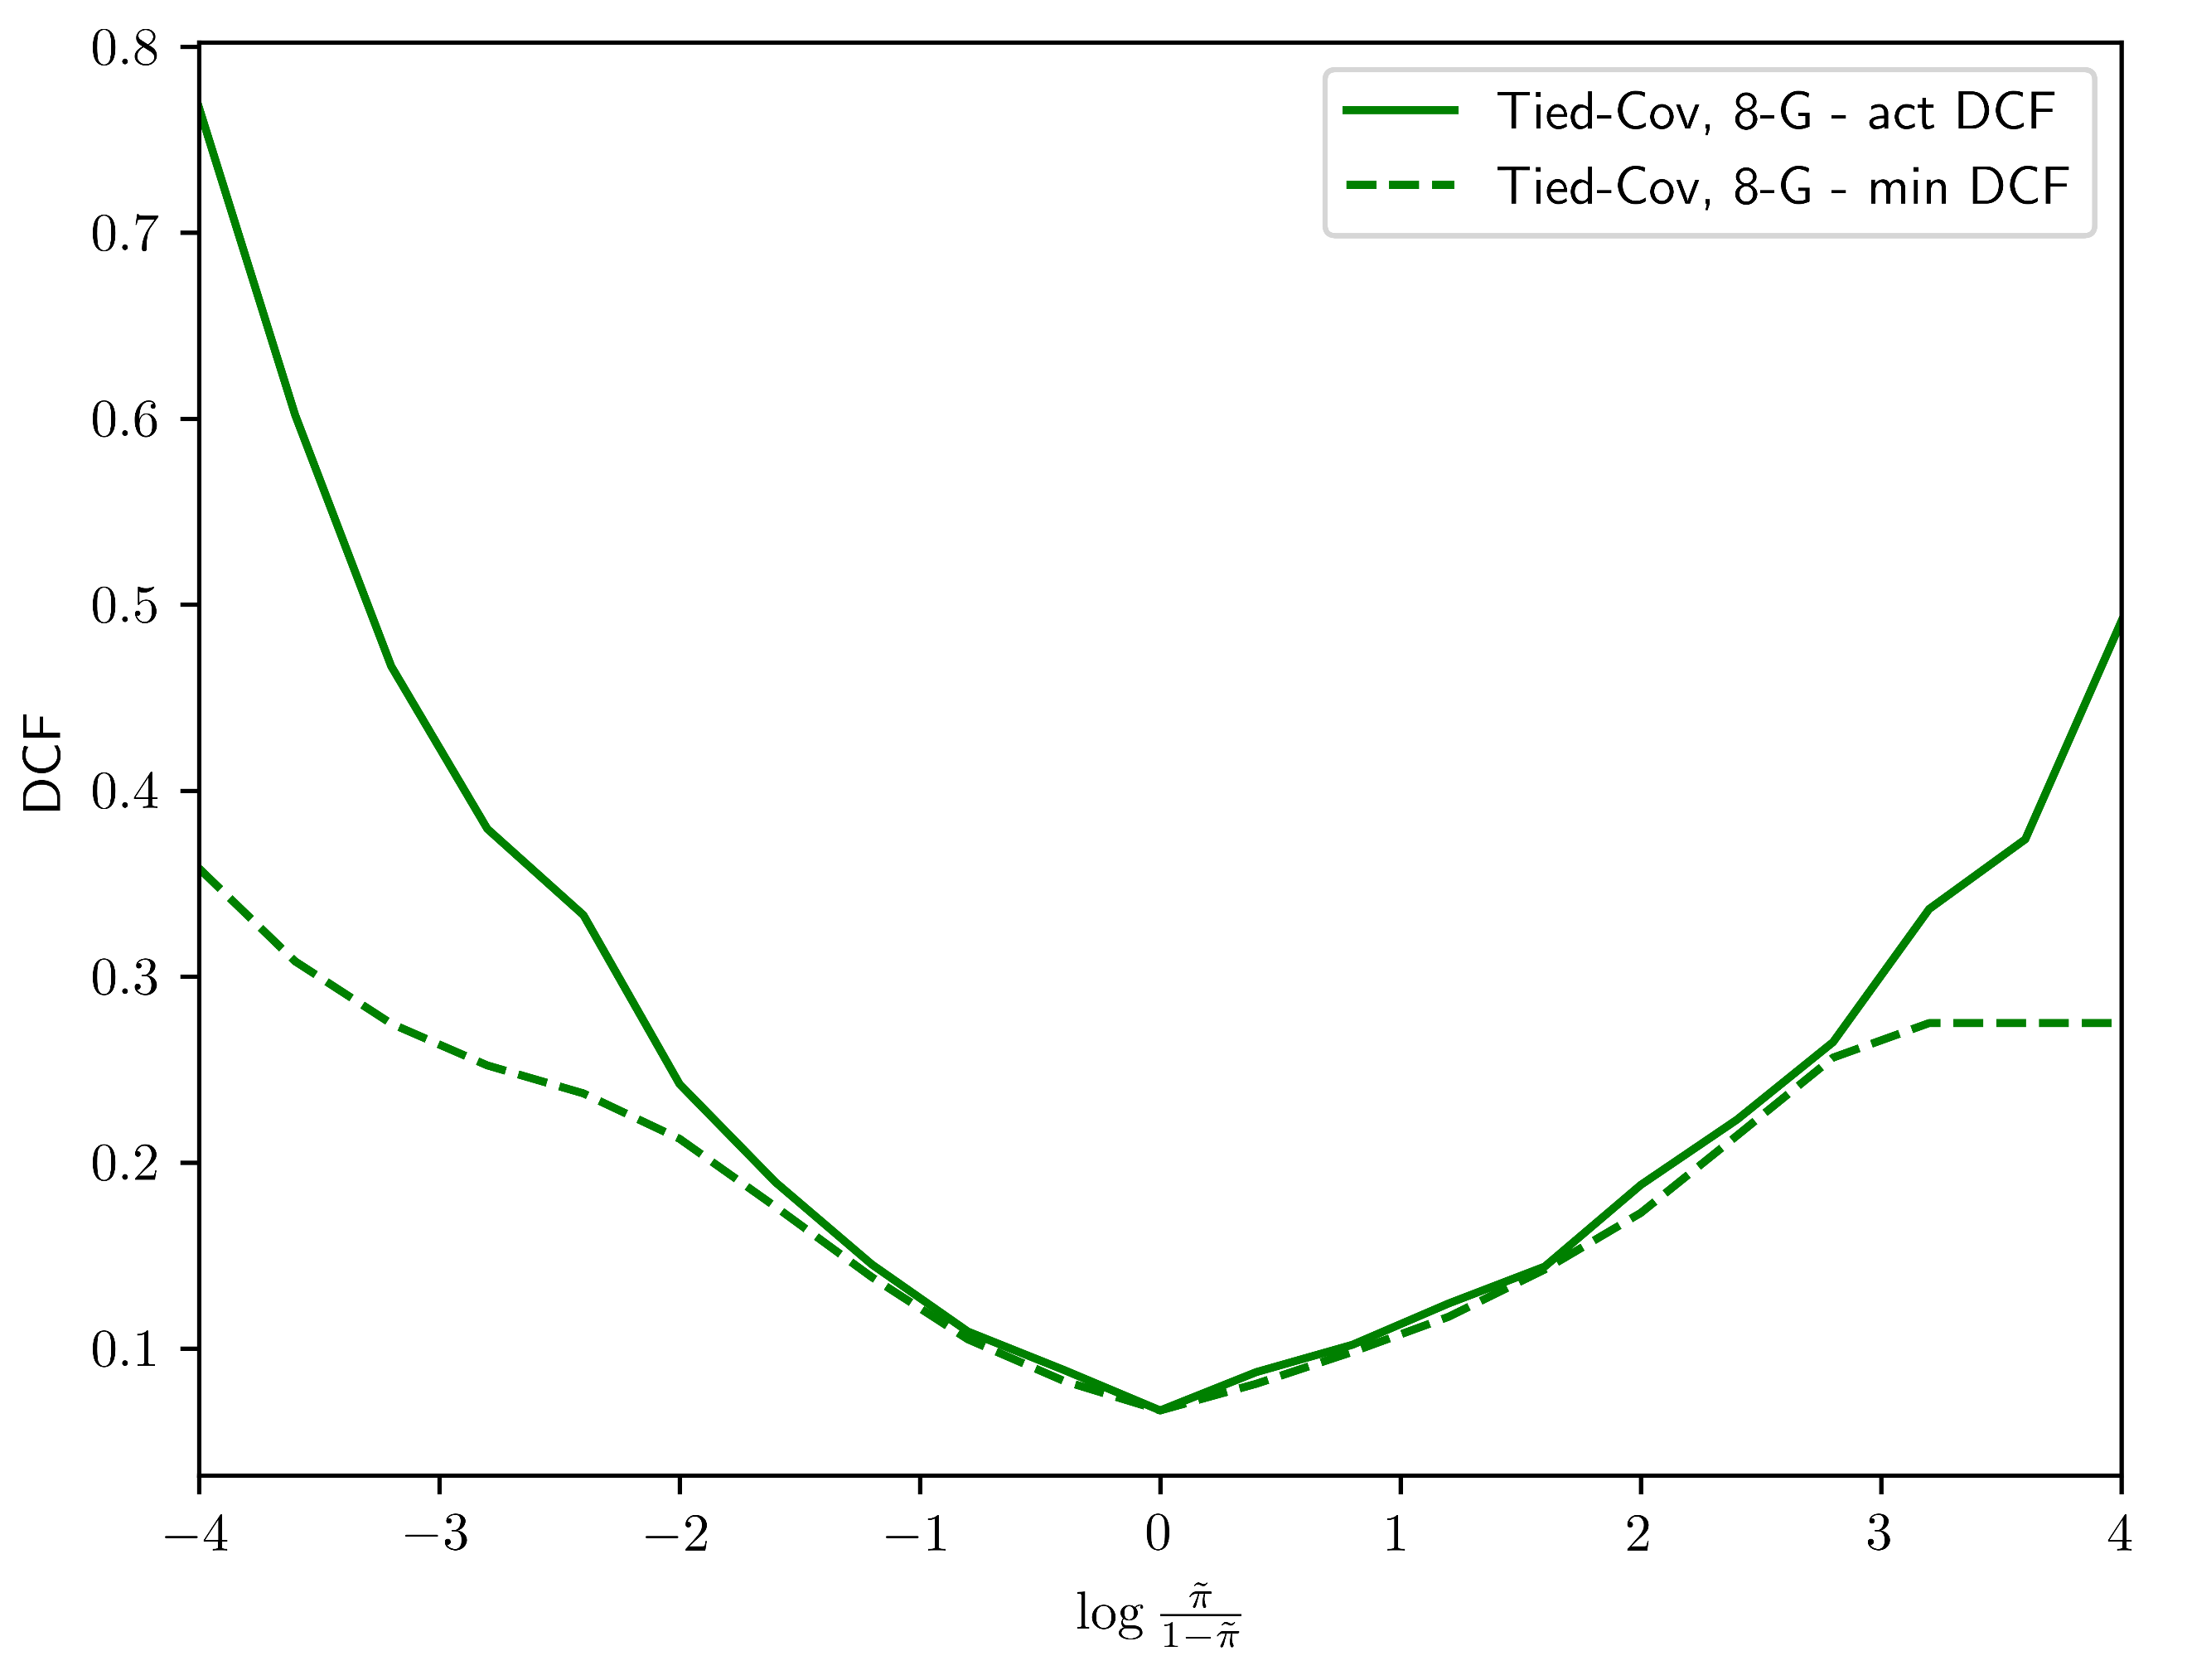 0.8
0.7
0.6
0.5
0.4
0.3
0.2
0.1
DCF
Tied-Cov, 8-G - act DCF
Tied-Cov, 8-G - min DCF
−4 −3 −2 −1 0 1 2 3 4
log π̃/(1−π̃)